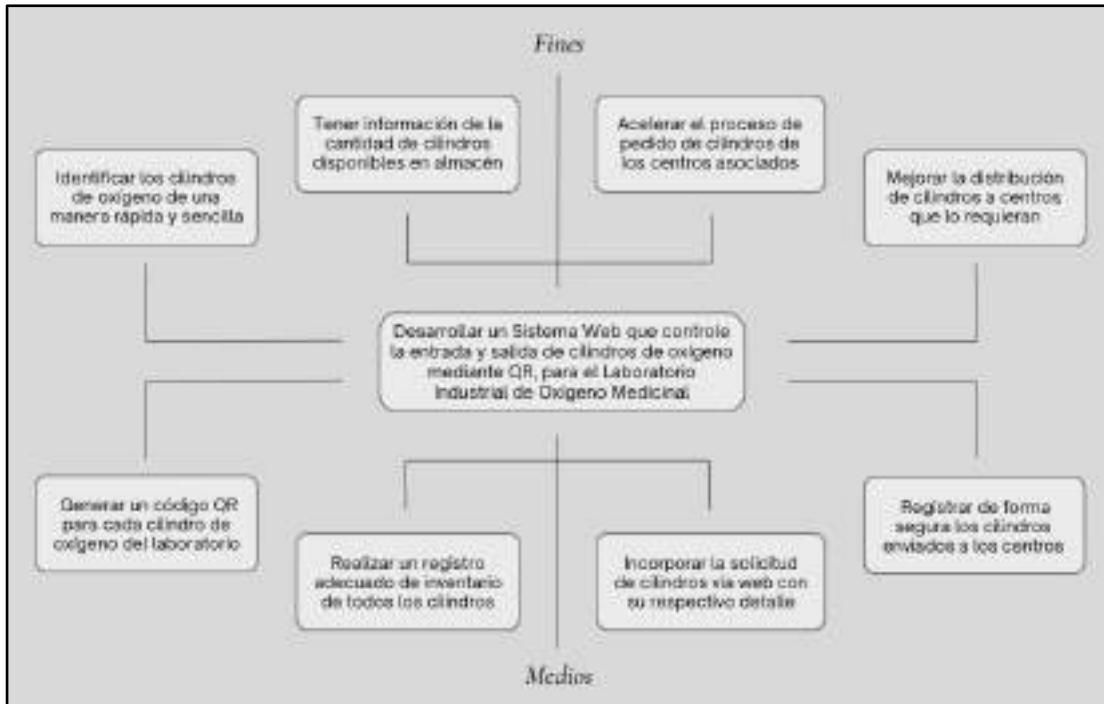 Fines
Tener información de la
cantidad de cilindros
disponibles en almacén
Acelerar el proceso de
pedido de cilindros de
los centros asociados
Identificar los cilindros
de oxígeno de una
manera rápida y sencilla
Mejorar la distribución
de cilindros a centros
que lo requieran
Desarrollar un Sistema Web que controle
la entrada y salida de cilindros de oxígeno
mediante QR, para el Laboratorio
Industrial de Oxígeno Medicinal
Generar un código QR
para cada cilindro de
oxígeno del laboratorio
Realizar un registro
adecuado de inventario
de todos los cilindros
Incorporar la solicitud
de cilindros via web con
su respectivo detalle
Registrar de forma
segura los cilindros
enviados a los centros
Medios